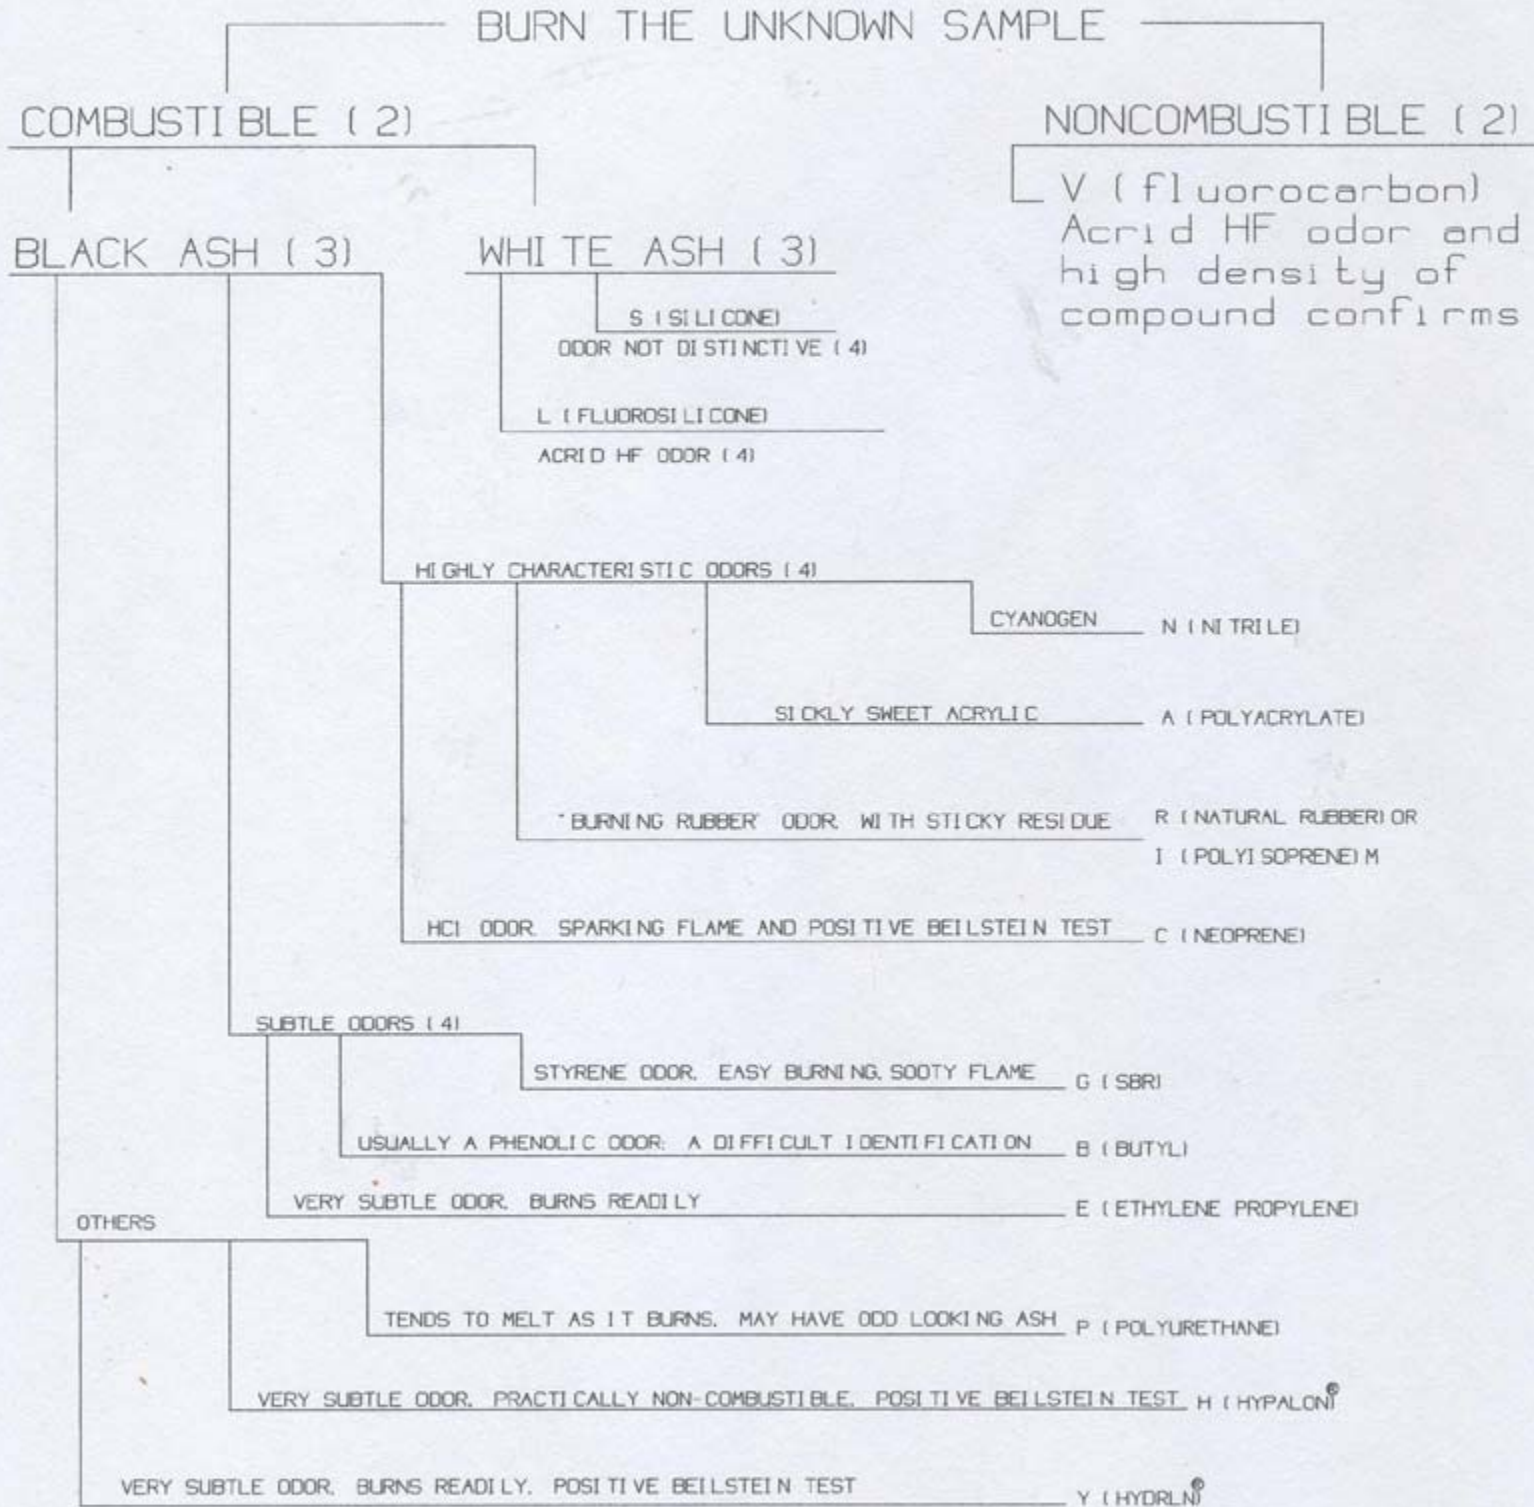 BURN THE UNKNOWN SAMPLE
COMBUSTIBLE (2)
NONCOMBUSTIBLE (2)
V (fluorocarbon)
Acrid HF odor and
high density of
compound confirms
BLACK ASH (3)
WHITE ASH (3)
S (SILICONE)
ODOR NOT DISTINCTIVE (4)
L (FLUOROSILICONE)
ACRID HF ODOR (4)
HIGHLY CHARACTERISTIC ODORS (4)
CYANOGEN N (NITRILE)
SICKLY SWEET ACRYLIC A (POLYACRYLATE)
"BURNING RUBBER" ODOR. WITH STICKY RESIDUE R (NATURAL RUBBER) OR
I (POLYISOPRENE) M
HCl ODOR. SPARKING FLAME AND POSITIVE BEILSTEIN TEST C (NEOPRENE)
SUBTLE ODORS (4)
STYRENE ODOR. EASY BURNING. SOOTY FLAME G (SBR)
USUALLY A PHENOLIC ODOR; A DIFFICULT IDENTIFICATION B (BUTYL)
VERY SUBTLE ODOR. BURNS READILY E (ETHYLENE PROPYLENE)
OTHERS
TENDS TO MELT AS IT BURNS. MAY HAVE ODD LOOKING ASH P (POLYURETHANE)
VERY SUBTLE ODOR. PRACTICALLY NON-COMBUSTIBLE. POSITIVE BEILSTEIN TEST H (HYPALON)®
VERY SUBTLE ODOR. BURNS READILY. POSITIVE BEILSTEIN TEST Y (HYDRLN)®